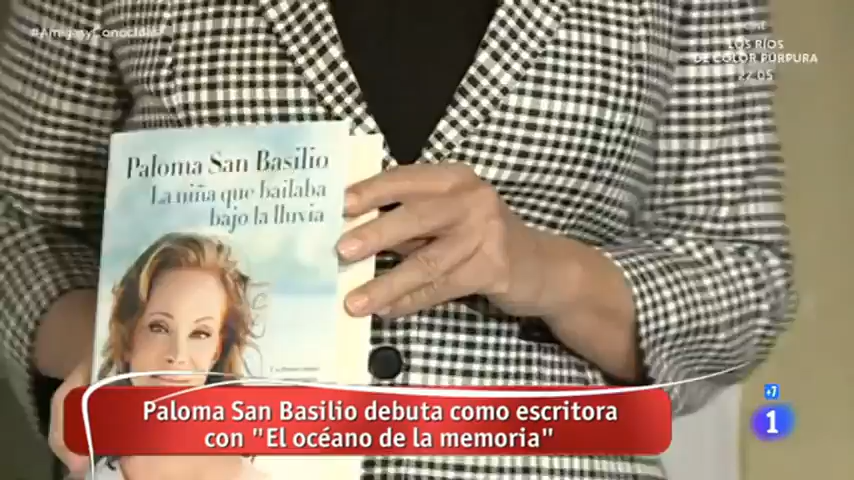 #AmigasyConocidas
LOS RÍOS
DE COLOR PÚRPURA
22:05
Paloma San Basilio
La niña que bailaba
bajo la lluvia
Paloma San Basilio debuta como escritora
con "El océano de la memoria"
+7
1